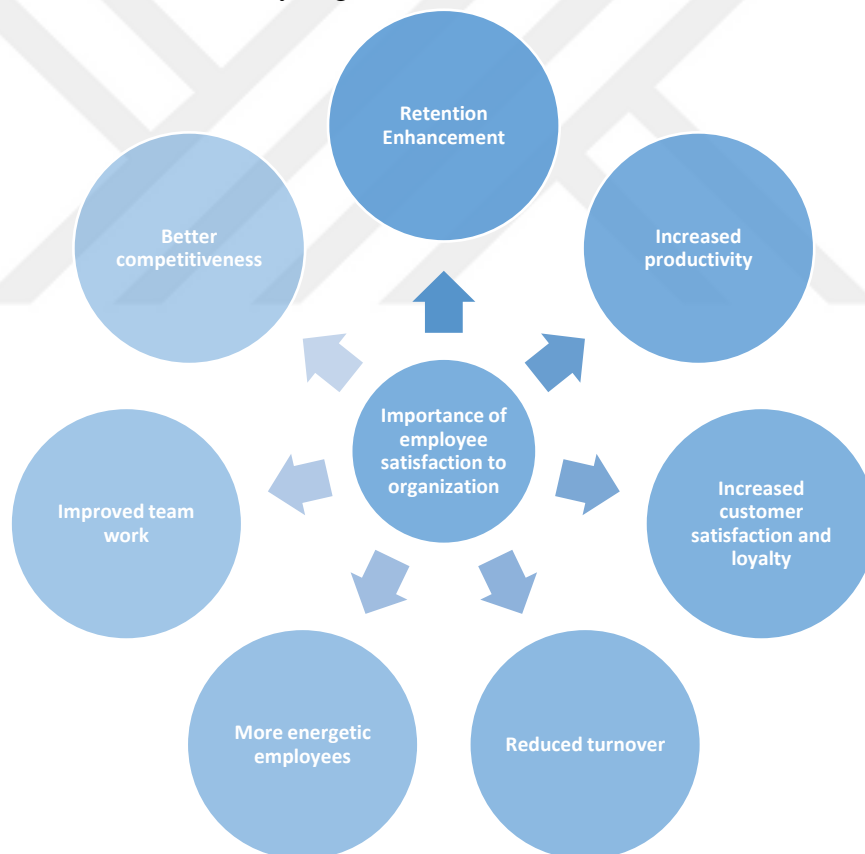 Retention
Enhancement
Increased
productivity
Increased
customer
satisfaction and
loyalty
Reduced turnover
More energetic
employees
Improved team
work
Better
competitiveness
Importance of
employee
satisfaction to
organization